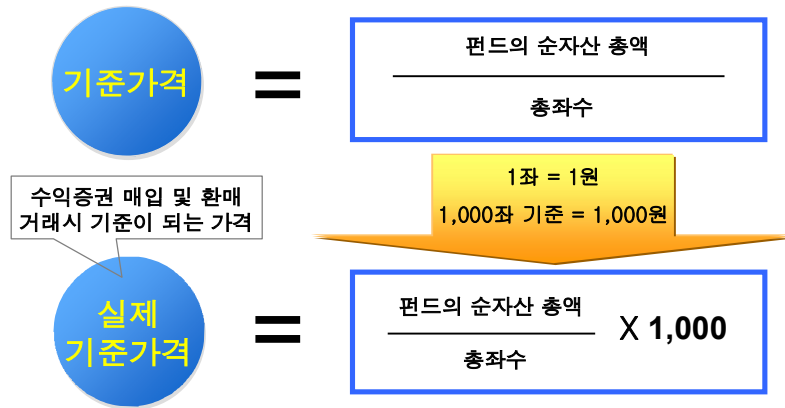 기준가격
=
펀드의 순자산 총액
총좌수
1좌 = 1원
1,000좌 기준 = 1,000원
수익증권 매입 및 환매
거래시 기준이 되는 가격
실제
기준가격
=
펀드의 순자산 총액
총좌수
X 1,000